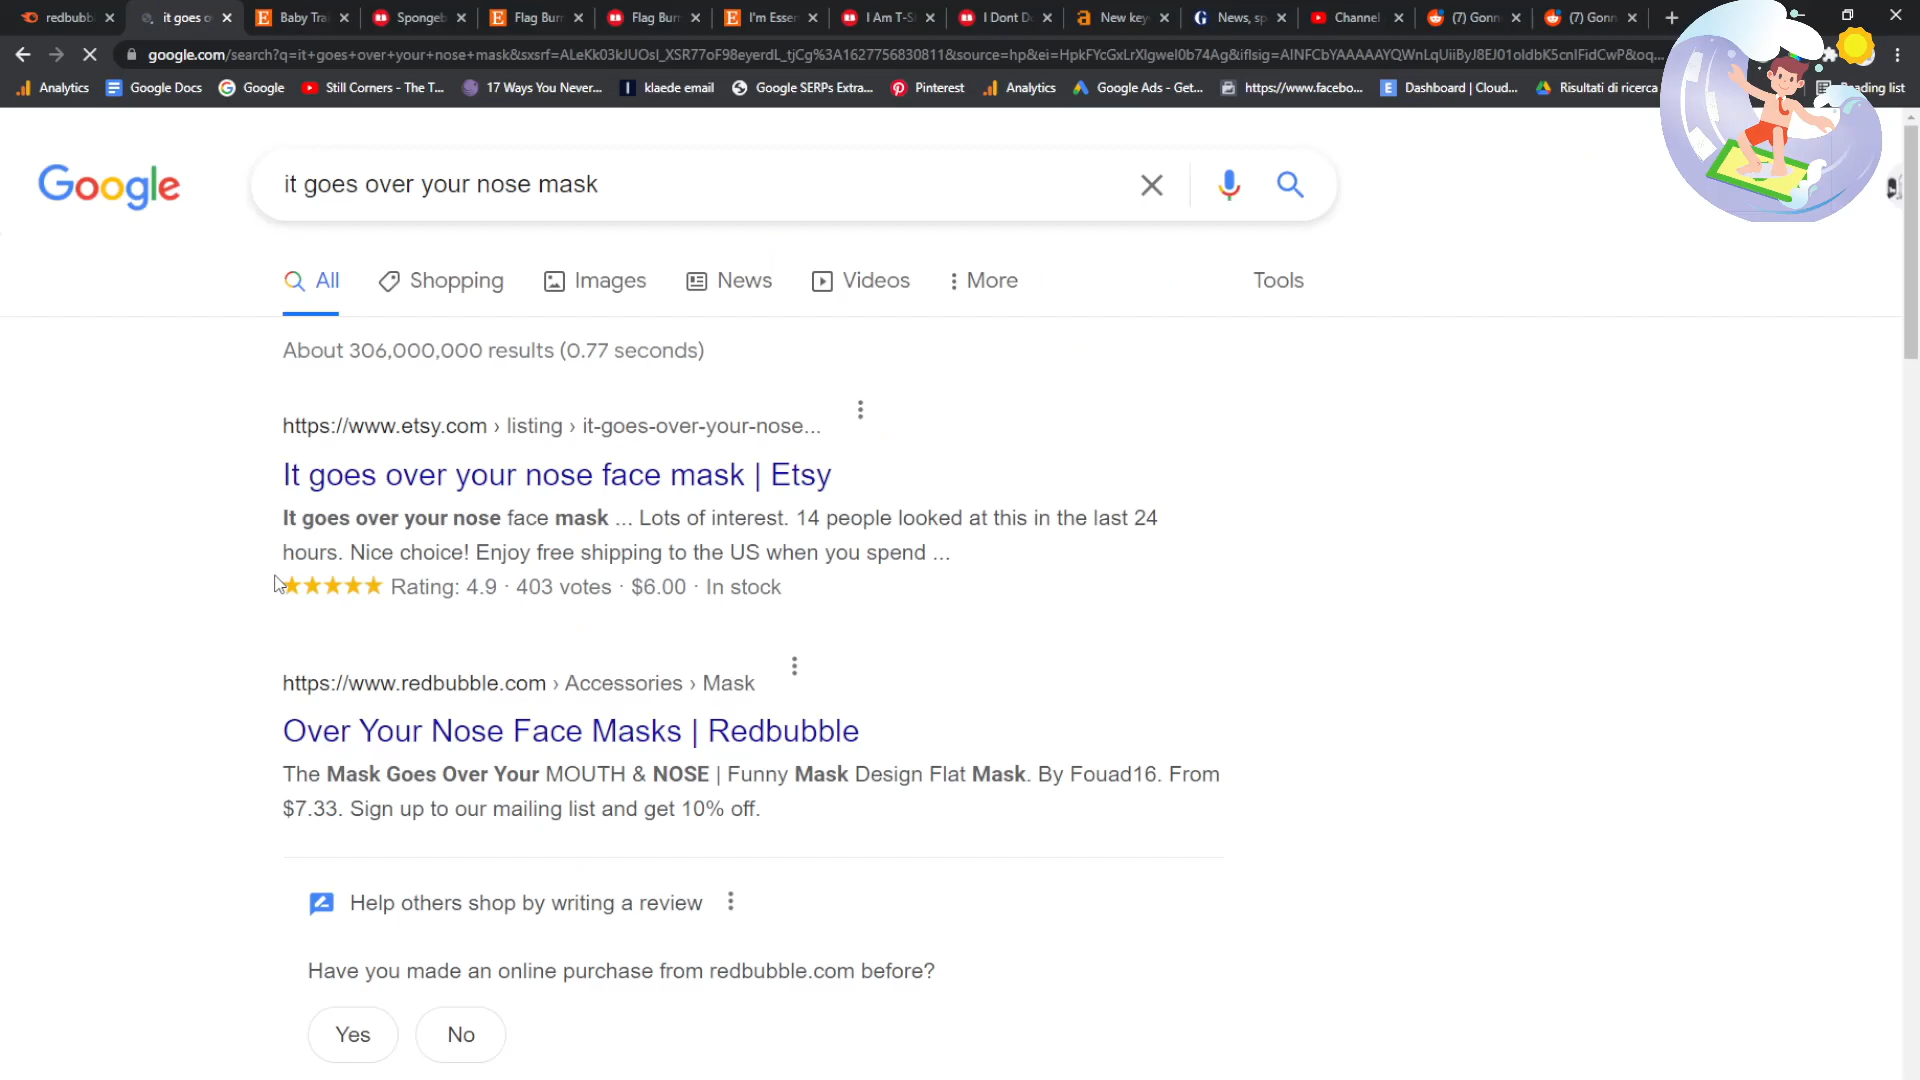 redbubb
it goes o
Baby Tra
Spongeb
Flag Burr
Flag Burr
I'm Esser
I Am T-S
I Dont D
New key
News, sp
Channel
(7) Gonn
(7) Gonn
google.com/search?q=it+goes+over+your+nose+mask&sxsrf=ALeKk03kJUOsI_XSR77oF98eyerdL_tjCg%3A1627756830811&source=hp&ei=HpkFYcGxLrXIgweI0b74Ag&iflsig=AINFCbYAAAAAYQWnLqUiiByJ8EJ01oIdbK5cnIFidCwP&oq...
Analytics
Google Docs
Google
Still Corners - The T...
17 Ways You Never...
klaede email
Google SERPs Extra...
Pinterest
Analytics
Google Ads - Get...
https://www.facebo...
Dashboard | Cloud...
Risultati di ricerca
ading list
Google
it goes over your nose mask
All
Shopping
Images
News
Videos
More
Tools
About 306,000,000 results (0.77 seconds)
https://www.etsy.com › listing › it-goes-over-your-nose...
It goes over your nose face mask | Etsy
It goes over your nose face mask ... Lots of interest. 14 people looked at this in the last 24
hours. Nice choice! Enjoy free shipping to the US when you spend ...
Rating: 4.9 · 403 votes · $6.00 · In stock
https://www.redbubble.com › Accessories › Mask
Over Your Nose Face Masks | Redbubble
The Mask Goes Over Your MOUTH & NOSE | Funny Mask Design Flat Mask. By Fouad16. From
$7.33. Sign up to our mailing list and get 10% off.
Help others shop by writing a review
Have you made an online purchase from redbubble.com before?
Yes
No